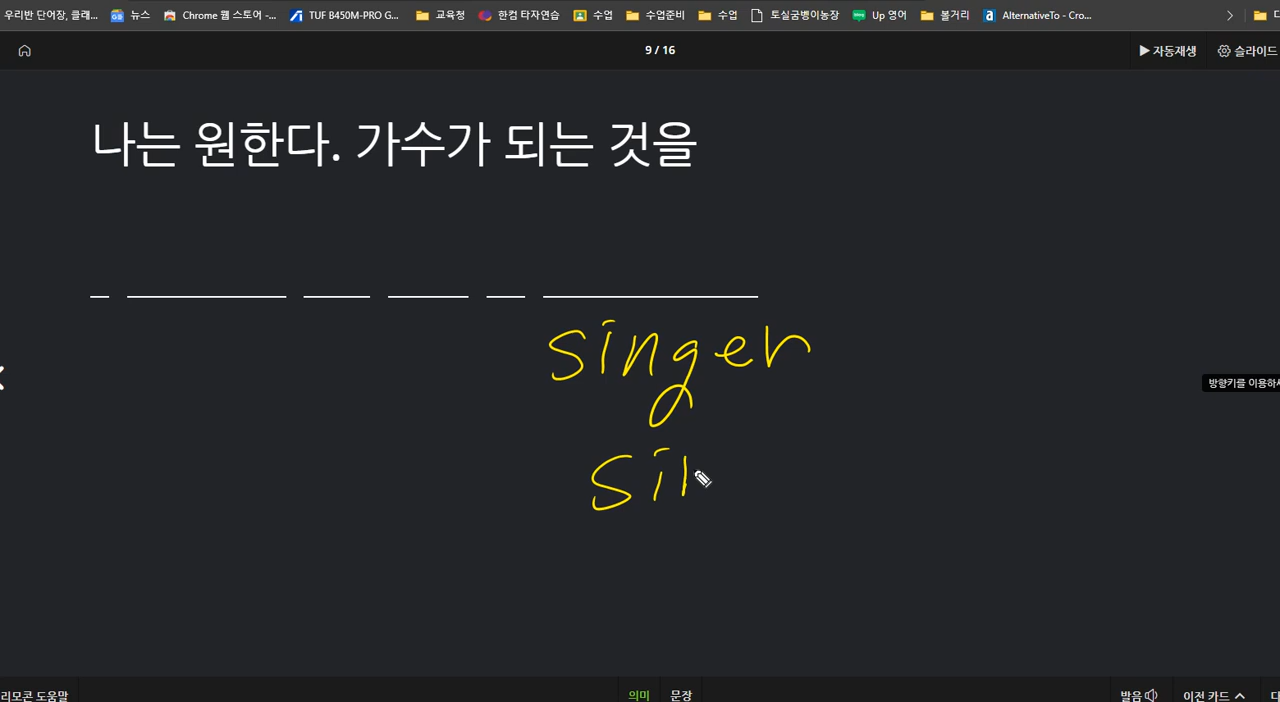 우리반 단어장, 클래... 뉴스 Chrome 웹 스토어 -... TUF B450M-PRO G... 교육청 한컴 타자연습 수업 수업준비 수업 토실굼벵이농장 Up 영어 볼거리 AlternativeTo - Cro...
9 / 16 자동재생 슬라이드
나는 원한다. 가수가 되는 것을
singer
방향키를 이용하
si
리모콘 도움말 의미 문장 발음 이전 카드